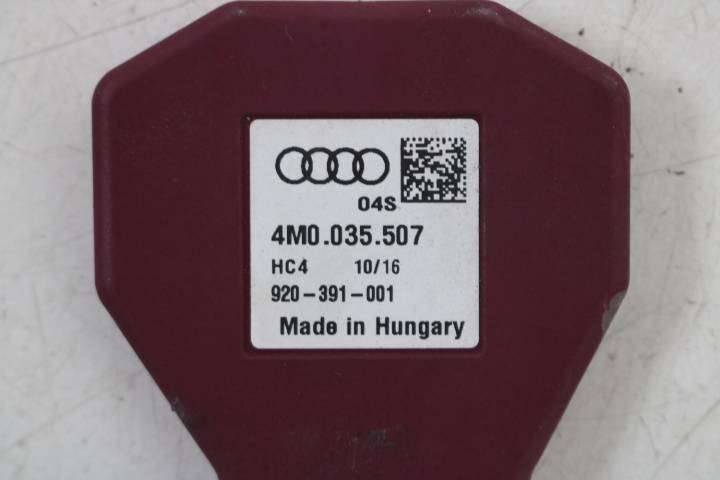 04S
4M0.035.507
HC4 10/16
920-391-001
Made in Hungary